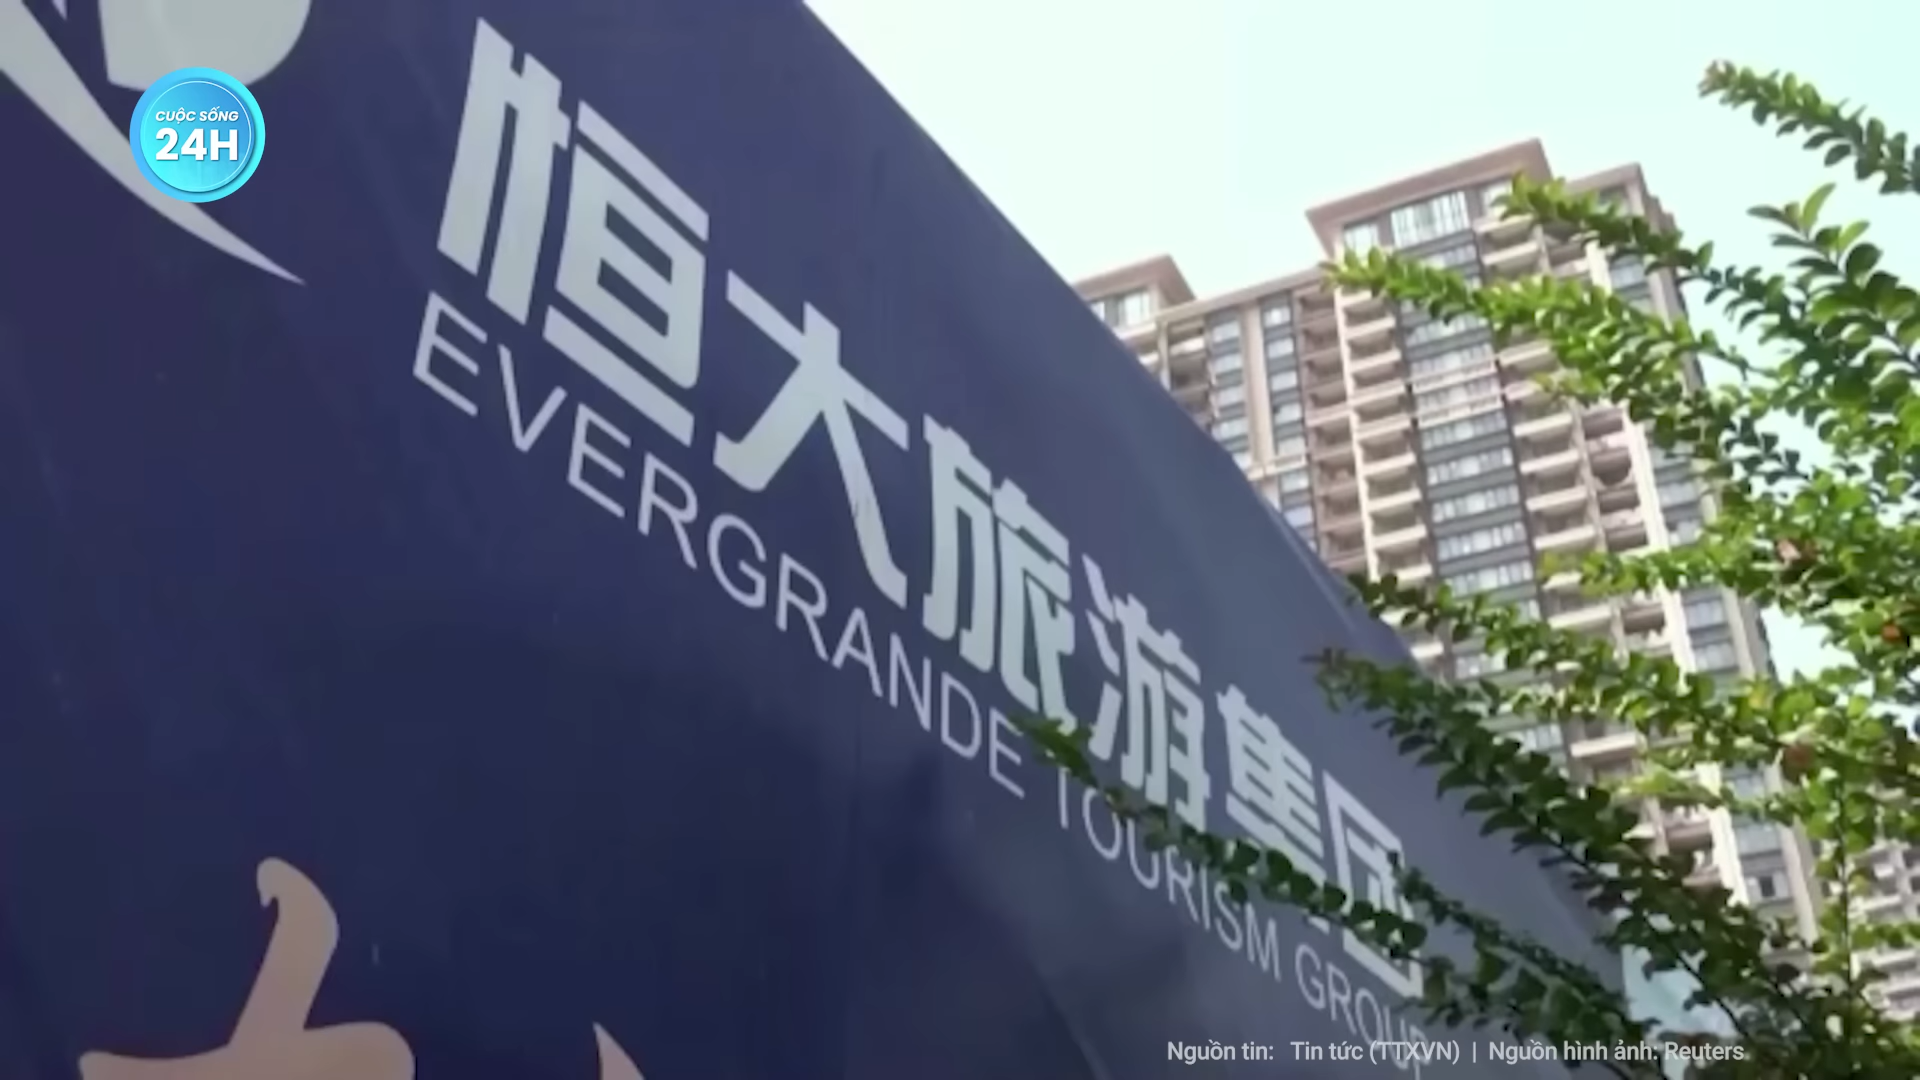 CUỘC SỐNG
24H
恒大旅游集团
EVERGRANDE TOURISM GROUP
Nguồn tin: Tin tức (TTXVN) | Nguồn hình ảnh: Reuters